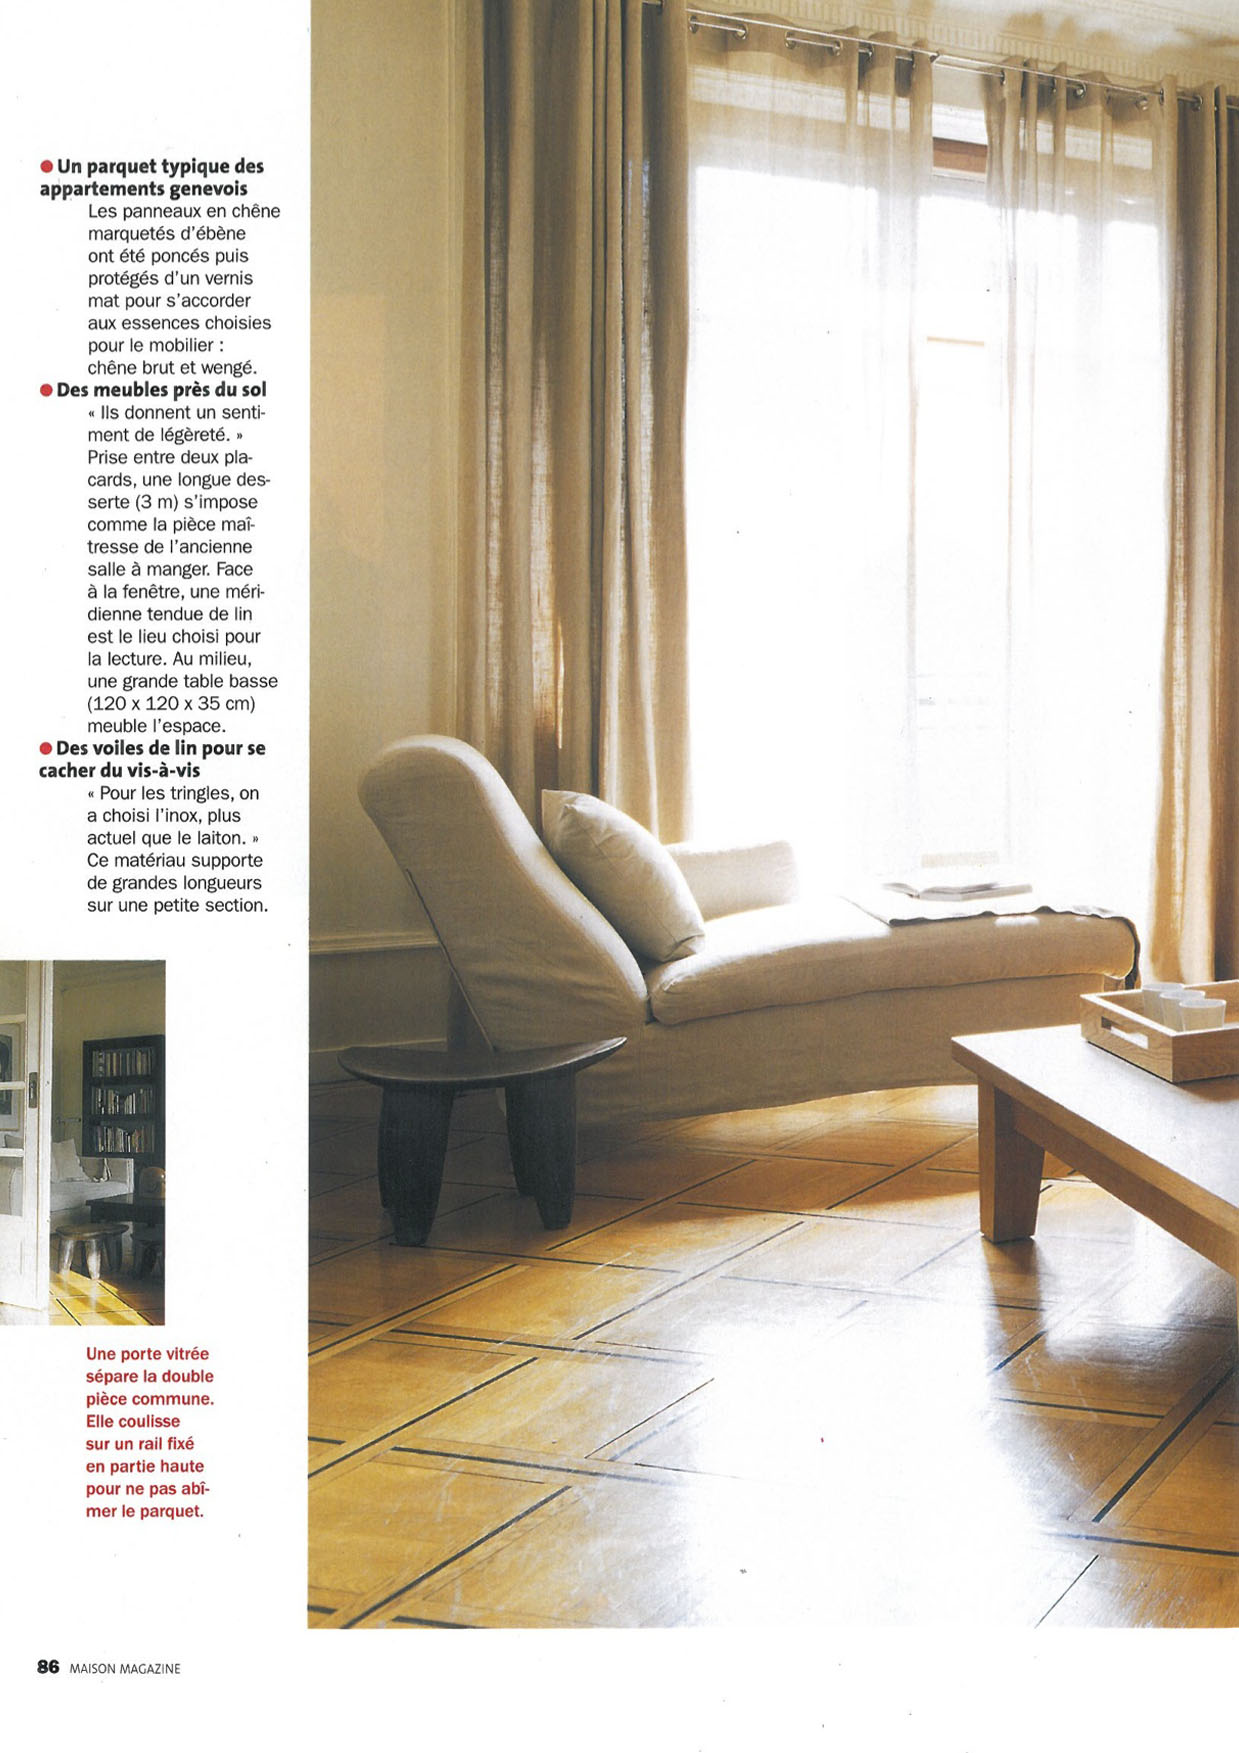 ● Un parquet typique des
appartements genevois
Les panneaux en chêne
marquetés d'ébène
ont été poncés puis
protégés d'un vernis
mat pour s'accorder
aux essences choisies
pour le mobilier :
chêne brut et wengé.
● Des meubles près du sol
« Ils donnent un senti-
ment de légèreté. »
Prise entre deux pla-
cards, une longue des-
serte (3 m) s'impose
comme la pièce maî-
tresse de l'ancienne
salle à manger. Face
à la fenêtre, une méri-
dienne tendue de lin
est le lieu choisi pour
la lecture. Au milieu,
une grande table basse
(120 x 120 x 35 cm)
meuble l'espace.
● Des voiles de lin pour se
cacher du vis-à-vis
« Pour les tringles, on
a choisi l'inox, plus
actuel que le laiton. »
Ce matériau supporte
de grandes longueurs
sur une petite section.
Une porte vitrée
sépare la double
pièce commune.
Elle coulisse
sur un rail fixé
en partie haute
pour ne pas abî-
mer le parquet.
86 MAISON MAGAZINE